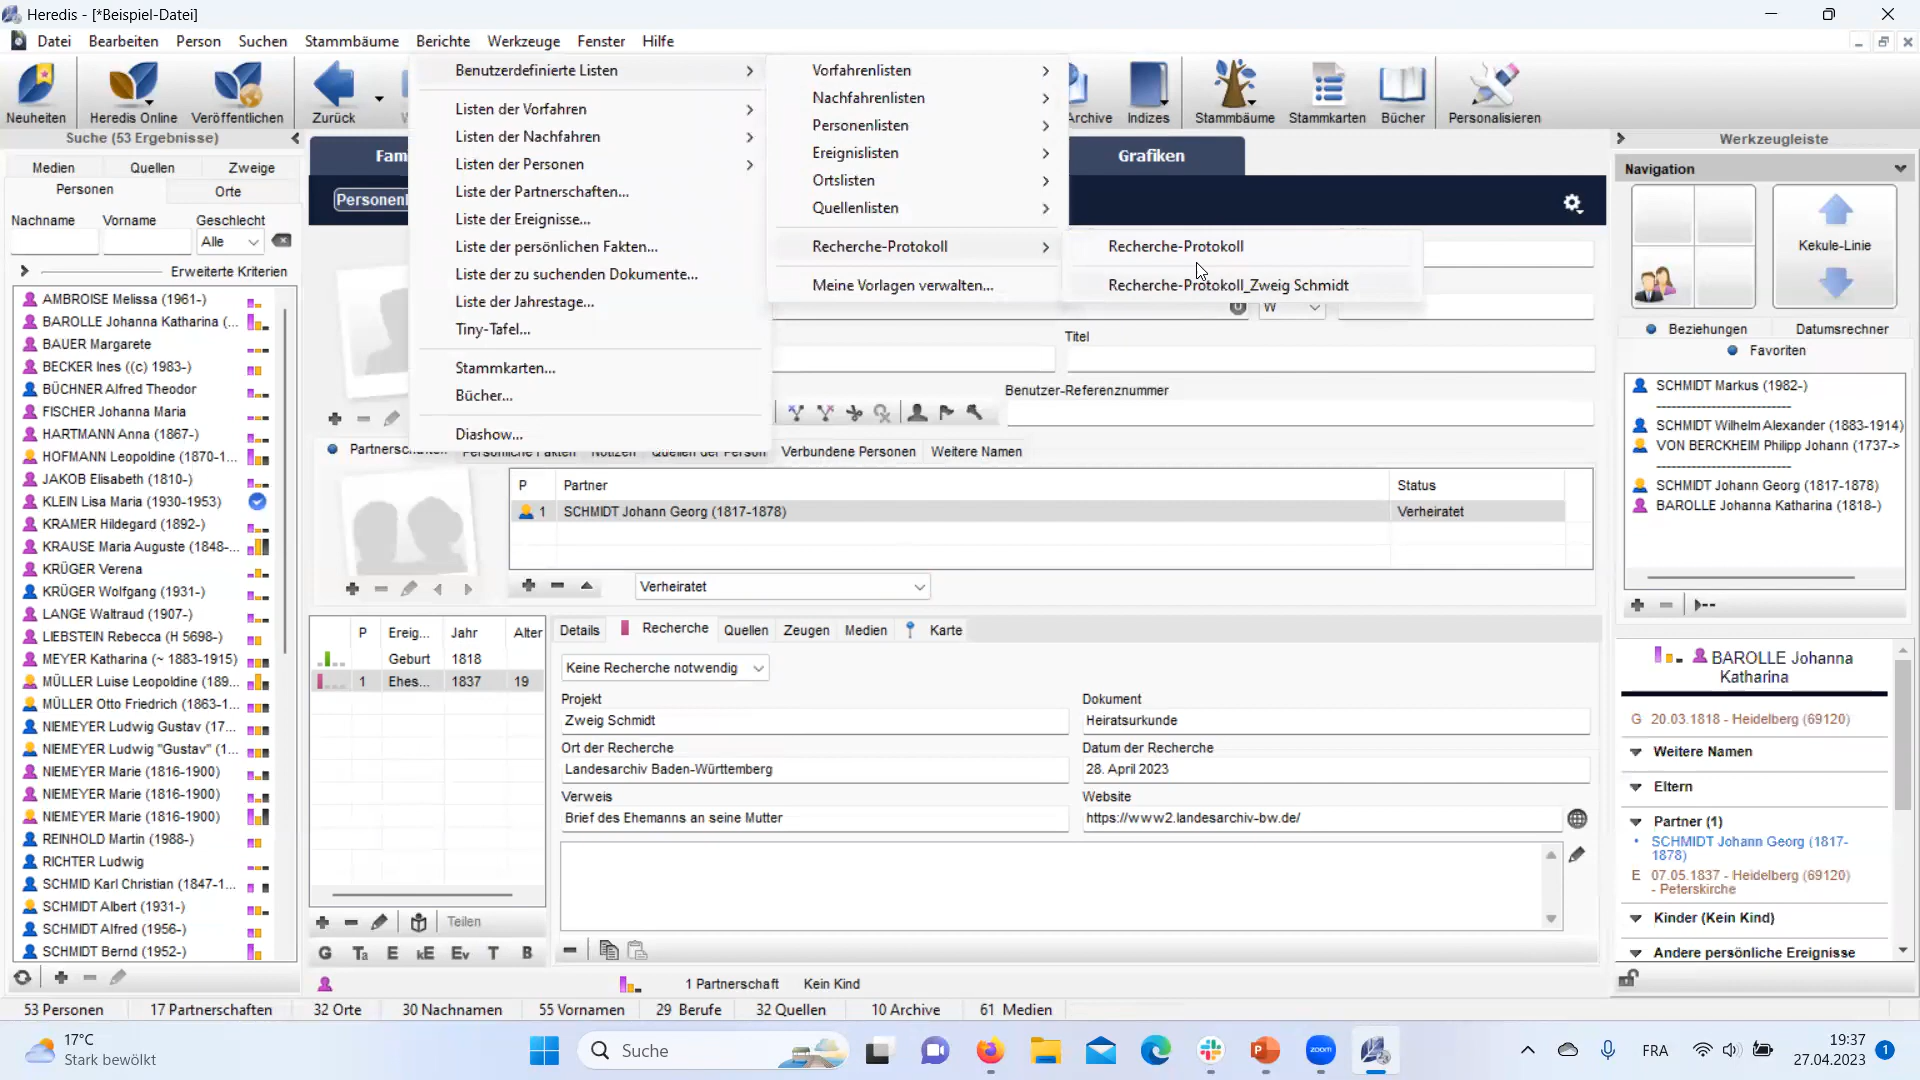 Heredis - [*Beispiel-Datei]
Datei Bearbeiten Person Suchen Stammbäume Berichte Werkzeuge Fenster Hilfe
Neuheiten Heredis Online Veröffentlichen Zurück Archive Indizes Stammbäume Stammkarten Bücher Personalisieren
Benutzerdefinierte Listen
Listen der Vorfahren
Listen der Nachfahren
Listen der Personen
Liste der Partnerschaften...
Liste der Ereignisse...
Liste der persönlichen Fakten...
Liste der zu suchenden Dokumente...
Liste der Jahrestage...
Tiny-Tafel...
Stammkarten...
Bücher...
Diashow...
Vorfahrenlisten
Nachfahrenlisten
Personenlisten
Ereignislisten
Ortslisten
Quellenlisten
Recherche-Protokoll
Meine Vorlagen verwalten...
Recherche-Protokoll
Recherche-Protokoll_Zweig Schmidt
Suche (53 Ergebnisse)
Medien Quellen Zweige
Personen Orte
Nachname Vorname Geschlecht
Alle
Erweiterte Kriterien
AMBROISE Melissa (1961-)
BAROLLE Johanna Katharina (...
BAUER Margarete
BECKER Ines ((c) 1983-)
BÜCHNER Alfred Theodor
FISCHER Johanna Maria
HARTMANN Anna (1867-)
HOFMANN Leopoldine (1870-1...
JAKOB Elisabeth (1810-)
KLEIN Lisa Maria (1930-1953)
KRAMER Hildegard (1892-)
KRAUSE Maria Auguste (1848-...
KRÜGER Verena
KRÜGER Wolfgang (1931-)
LANGE Waltraud (1907-)
LIEBSTEIN Rebecca (H 5698-)
MEYER Katharina (~ 1883-1915)
MÜLLER Luise Leopoldine (189...
MÜLLER Otto Friedrich (1863-1...
NIEMEYER Ludwig Gustav (17...
NIEMEYER Ludwig "Gustav" (1...
NIEMEYER Marie (1816-1900)
NIEMEYER Marie (1816-1900)
NIEMEYER Marie (1816-1900)
REINHOLD Martin (1988-)
RICHTER Ludwig
SCHMID Karl Christian (1847-1...
SCHMIDT Albert (1931-)
SCHMIDT Alfred (1956-)
SCHMIDT Bernd (1952-)
Fam
Grafiken
Personen
W
Titel
Benutzer-Referenznummer
Partnerschaften Persönliche Fakten Notizen Quellen der Person Verbundene Personen Weitere Namen
P Partner Status
1 SCHMIDT Johann Georg (1817-1878) Verheiratet
Verheiratet
P Ereig... Jahr Alter
Geburt 1818
1 Ehes... 1837 19
Teilen
G Ta E kE Ev T B
Details Recherche Quellen Zeugen Medien Karte
Keine Recherche notwendig
Projekt Dokument
Zweig Schmidt Heiratsurkunde
Ort der Recherche Datum der Recherche
Landesarchiv Baden-Württemberg 28. April 2023
Verweis Website
Brief des Ehemanns an seine Mutter https://www2.landesarchiv-bw.de/
1 Partnerschaft Kein Kind
Werkzeugleiste
Navigation
Kekule-Linie
Beziehungen Datumsrechner
Favoriten
SCHMIDT Markus (1982-)
SCHMIDT Wilhelm Alexander (1883-1914)
VON BERCKHEIM Philipp Johann (1737->
SCHMIDT Johann Georg (1817-1878)
BAROLLE Johanna Katharina (1818-)
BAROLLE Johanna
Katharina
G 20.03.1818 - Heidelberg (69120)
Weitere Namen
Eltern
Partner (1)
SCHMIDT Johann Georg (1817-
1878)
E 07.05.1837 - Heidelberg (69120)
- Peterskirche
Kinder (Kein Kind)
Andere persönliche Ereignisse
53 Personen 17 Partnerschaften 32 Orte 30 Nachnamen 55 Vornamen 29 Berufe 32 Quellen 10 Archive 61 Medien
17°C
Stark bewölkt
Suche
zoom
FRA
19:37
27.04.2023
1